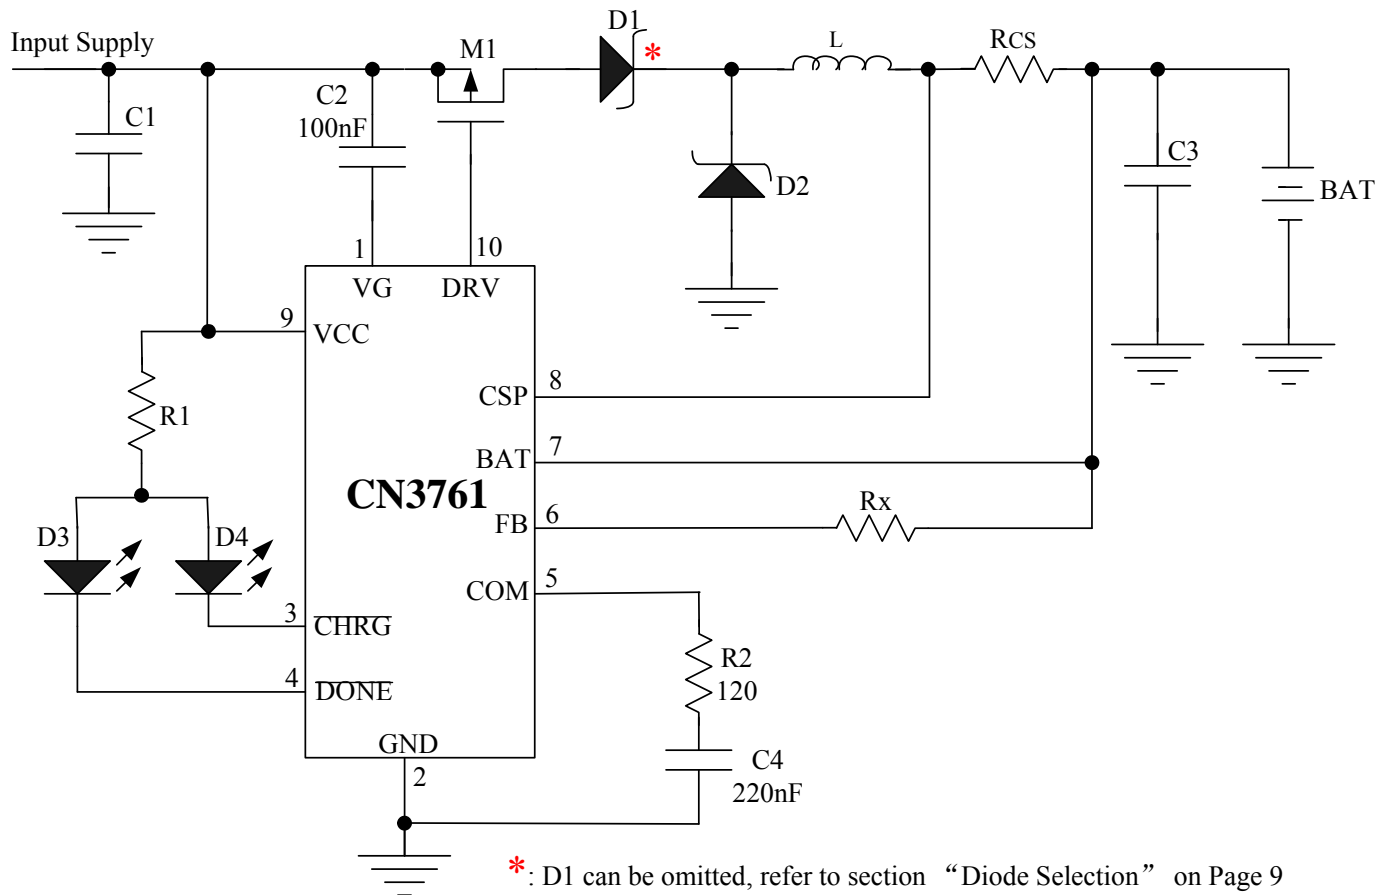 Input Supply
D1
*
M1
L
RCS
C1
C2
100nF
D2
C3
BAT
1
10
VG
DRV
9
VCC
8
CSP
R1
7
BAT
CN3761
6
FB
Rx
D3
D4
5
COM
3
CHRG
R2
120
4
DONE
GND
2
C4
220nF
*: D1 can be omitted, refer to section “Diode Selection” on Page 9